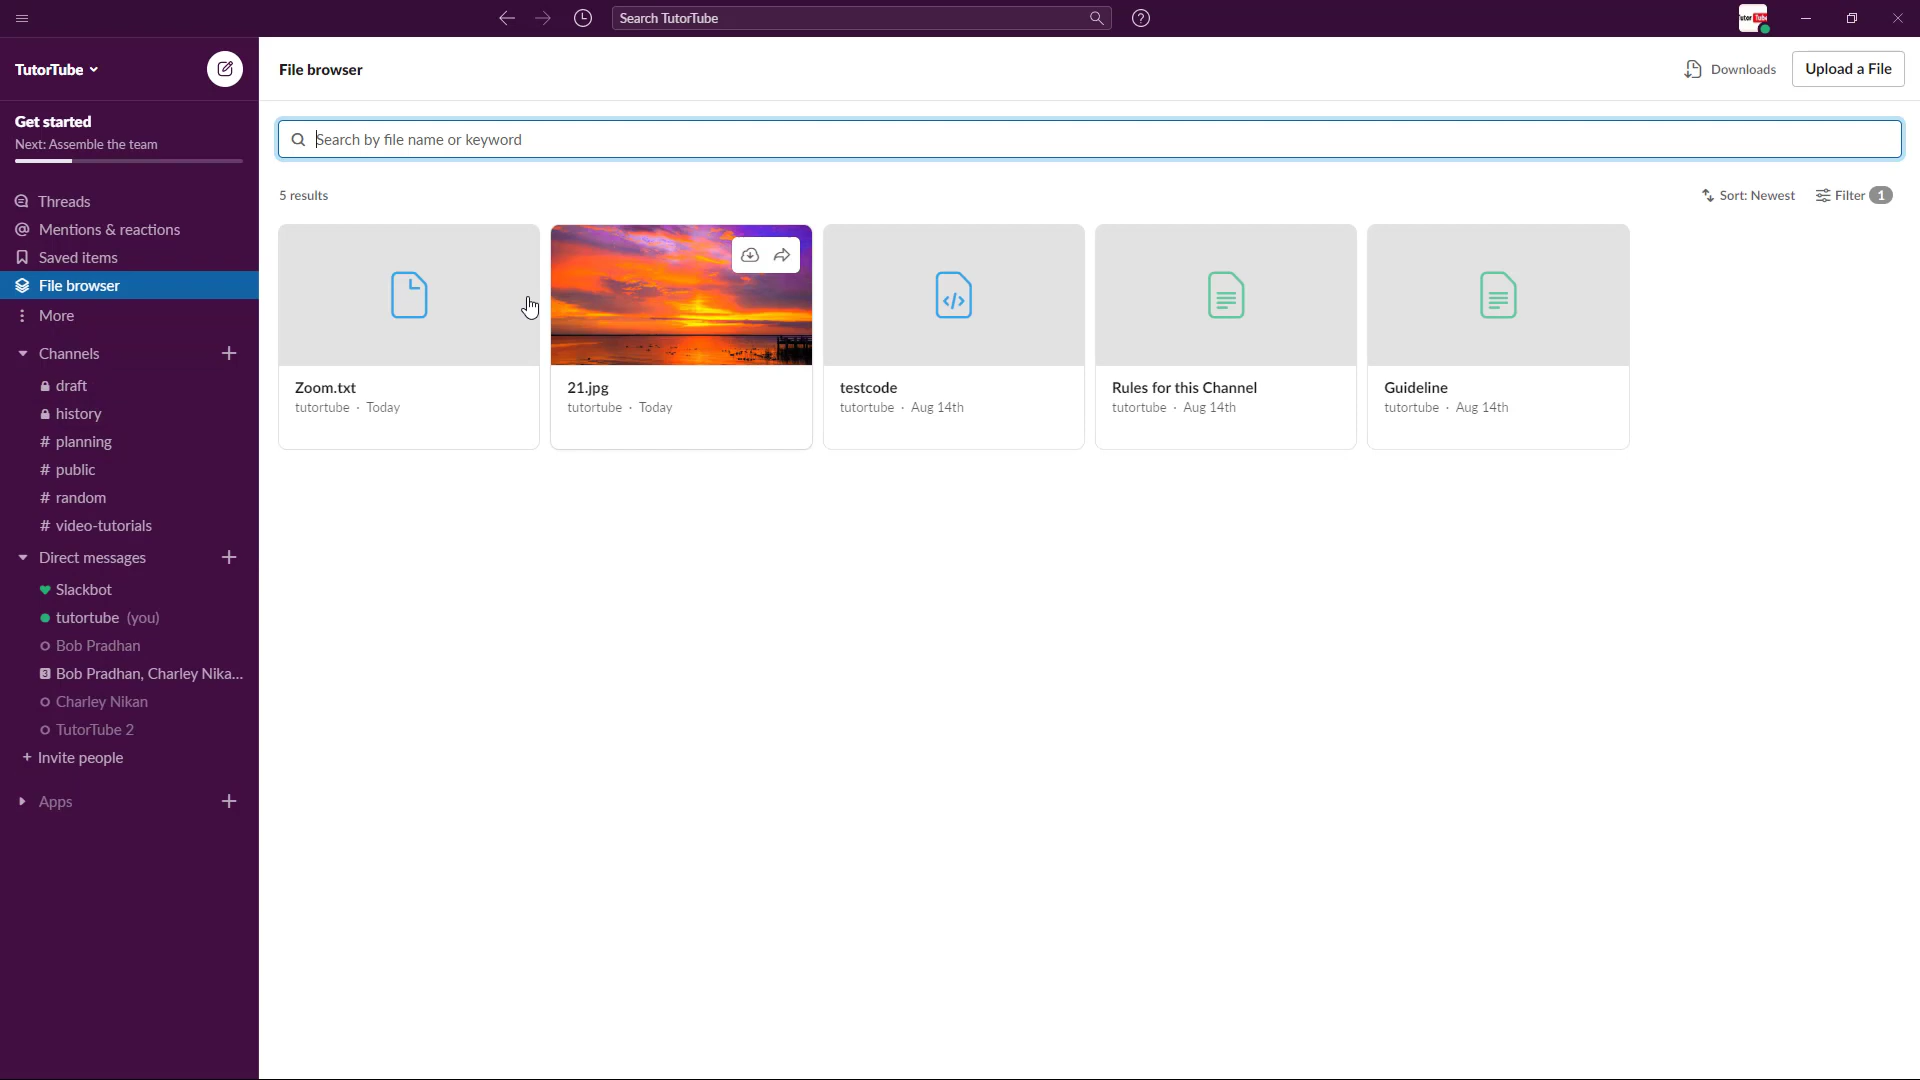 Search TutorTube
TutorTube
File browser
Downloads
Upload a File
Get started
Next: Assemble the team
Search by file name or keyword
Threads
Mentions & reactions
Saved items
File browser
More
5 results
Sort: Newest
Filter 1
Zoom.txt
tutortube · Today
21.jpg
tutortube · Today
testcode
tutortube · Aug 14th
Rules for this Channel
tutortube · Aug 14th
Guideline
tutortube · Aug 14th
Channels
draft
history
# planning
# public
# random
# video-tutorials
Direct messages
Slackbot
tutortube (you)
Bob Pradhan
3 Bob Pradhan, Charley Nika...
Charley Nikan
TutorTube 2
+ Invite people
Apps